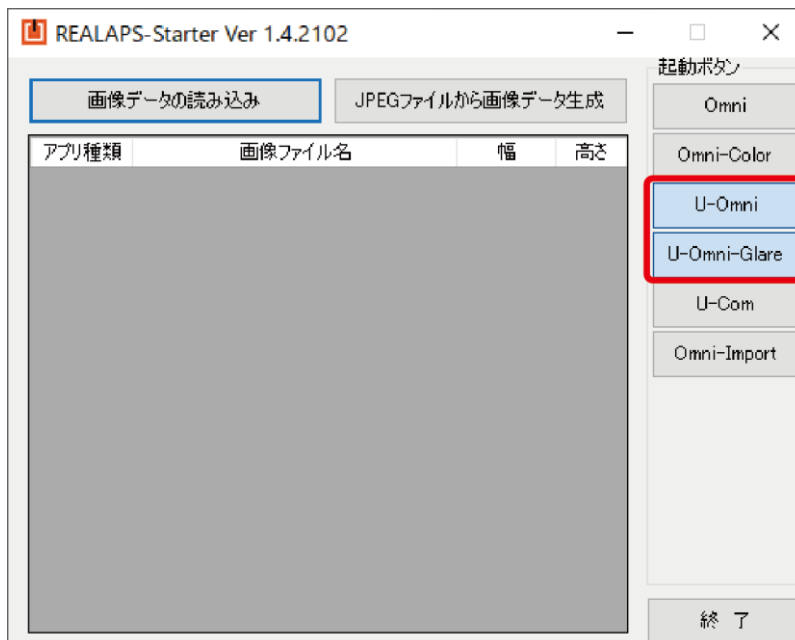 REALAPS-Starter Ver 1.4.2102
画像データの読み込み
JPEGファイルから画像データ生成
アプリ種類 画像ファイル名 幅 高さ
起動ボタン
Omni
Omni-Color
U-Omni
U-Omni-Glare
U-Com
Omni-Import
終 了